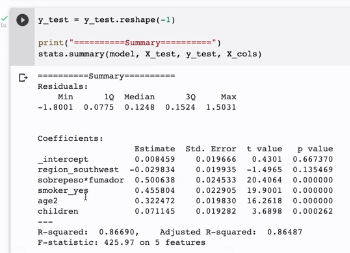 y_test = y_test.reshape(-1)
print("==========Summary==========")
stats.summary(model, X_test, y_test, X_cols)
==========Summary==========
Residuals:
Min 1Q Median 3Q Max
-1.8001 0.0775 0.1248 0.1524 1.5031
Coefficients:
Estimate Std. Error t value p value
_intercept 0.008459 0.019666 0.4301 0.667370
region_southwest -0.029834 0.019935 -1.4965 0.135469
sobrepeso*fumador 0.500638 0.024533 20.4064 0.000000
smoker_yes 0.455804 0.022905 19.9001 0.000000
age2 0.322472 0.019830 16.2618 0.000000
children 0.071145 0.019282 3.6898 0.000262
---
R-squared: 0.86690, Adjusted R-squared: 0.86487
F-statistic: 425.97 on 5 features